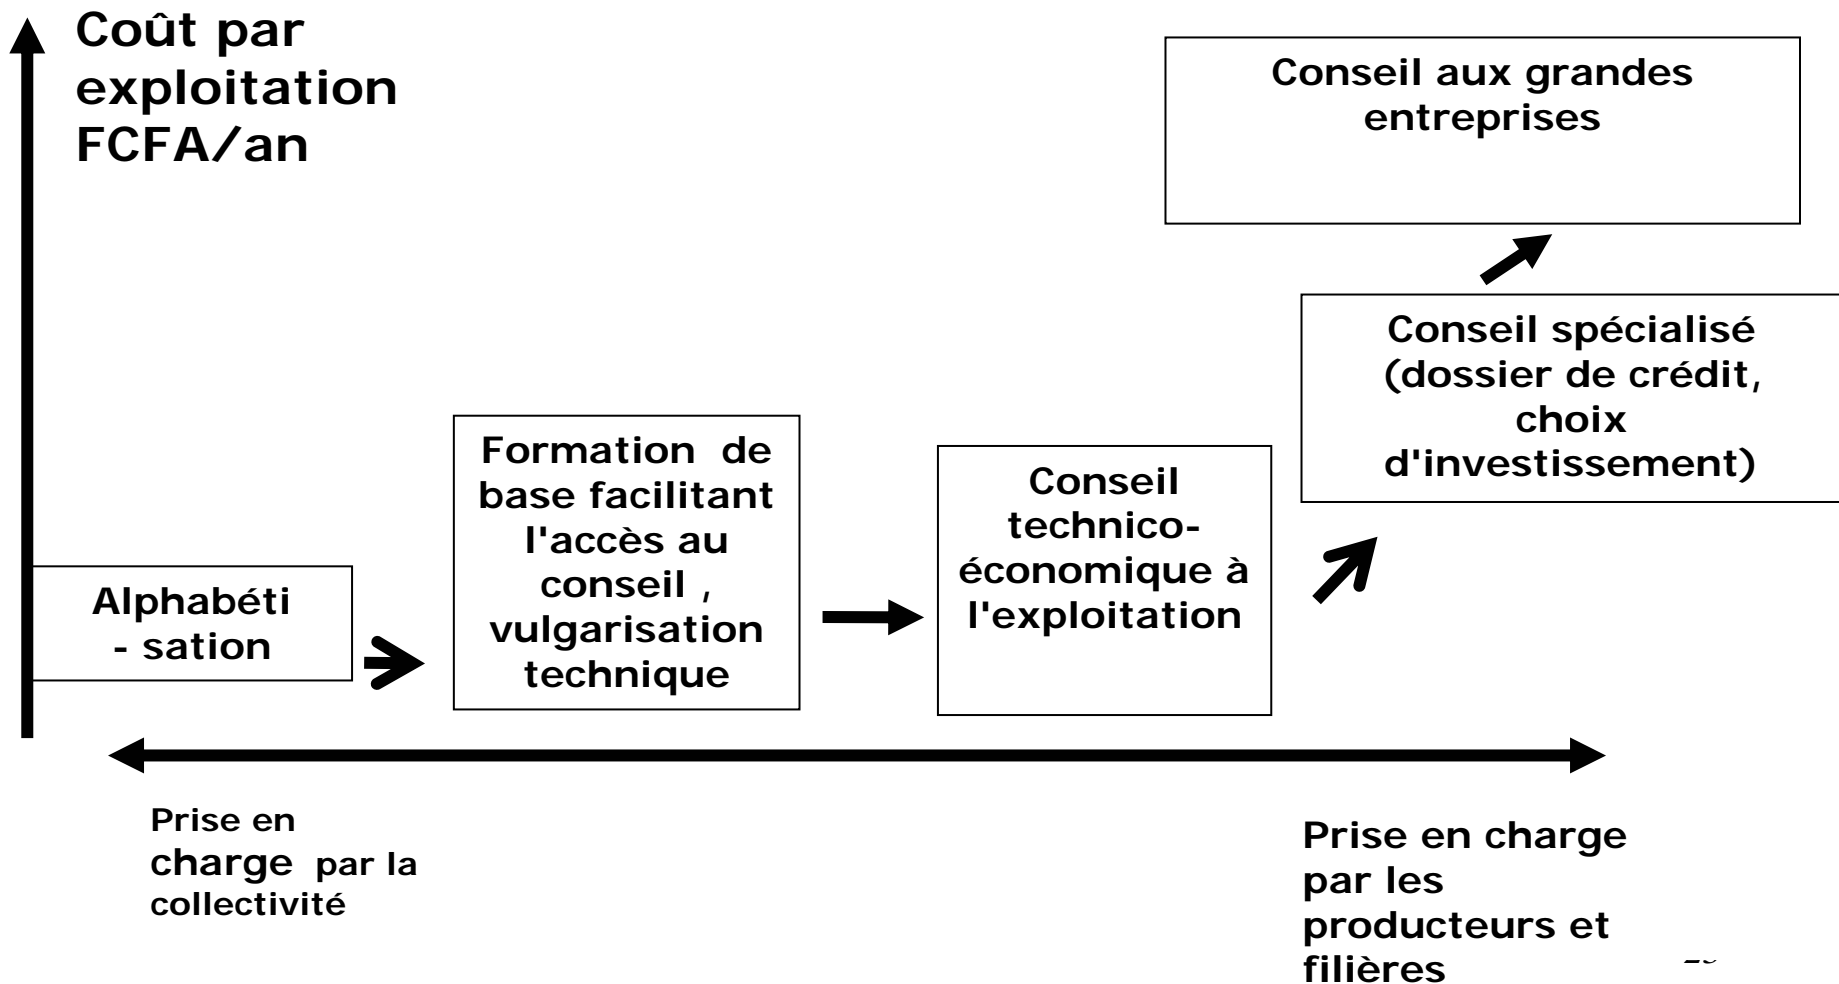 Coût par
exploitation
FCFA/an
Conseil aux grandes
entreprises
Conseil spécialisé
(dossier de crédit,
choix
d'investissement)
Formation de
base facilitant
l'accès au
conseil ,
vulgarisation
technique
Conseil
technico-
économique à
l'exploitation
Alphabéti
- sation
Prise en
charge par la
collectivité
Prise en charge
par les
producteurs et
filières